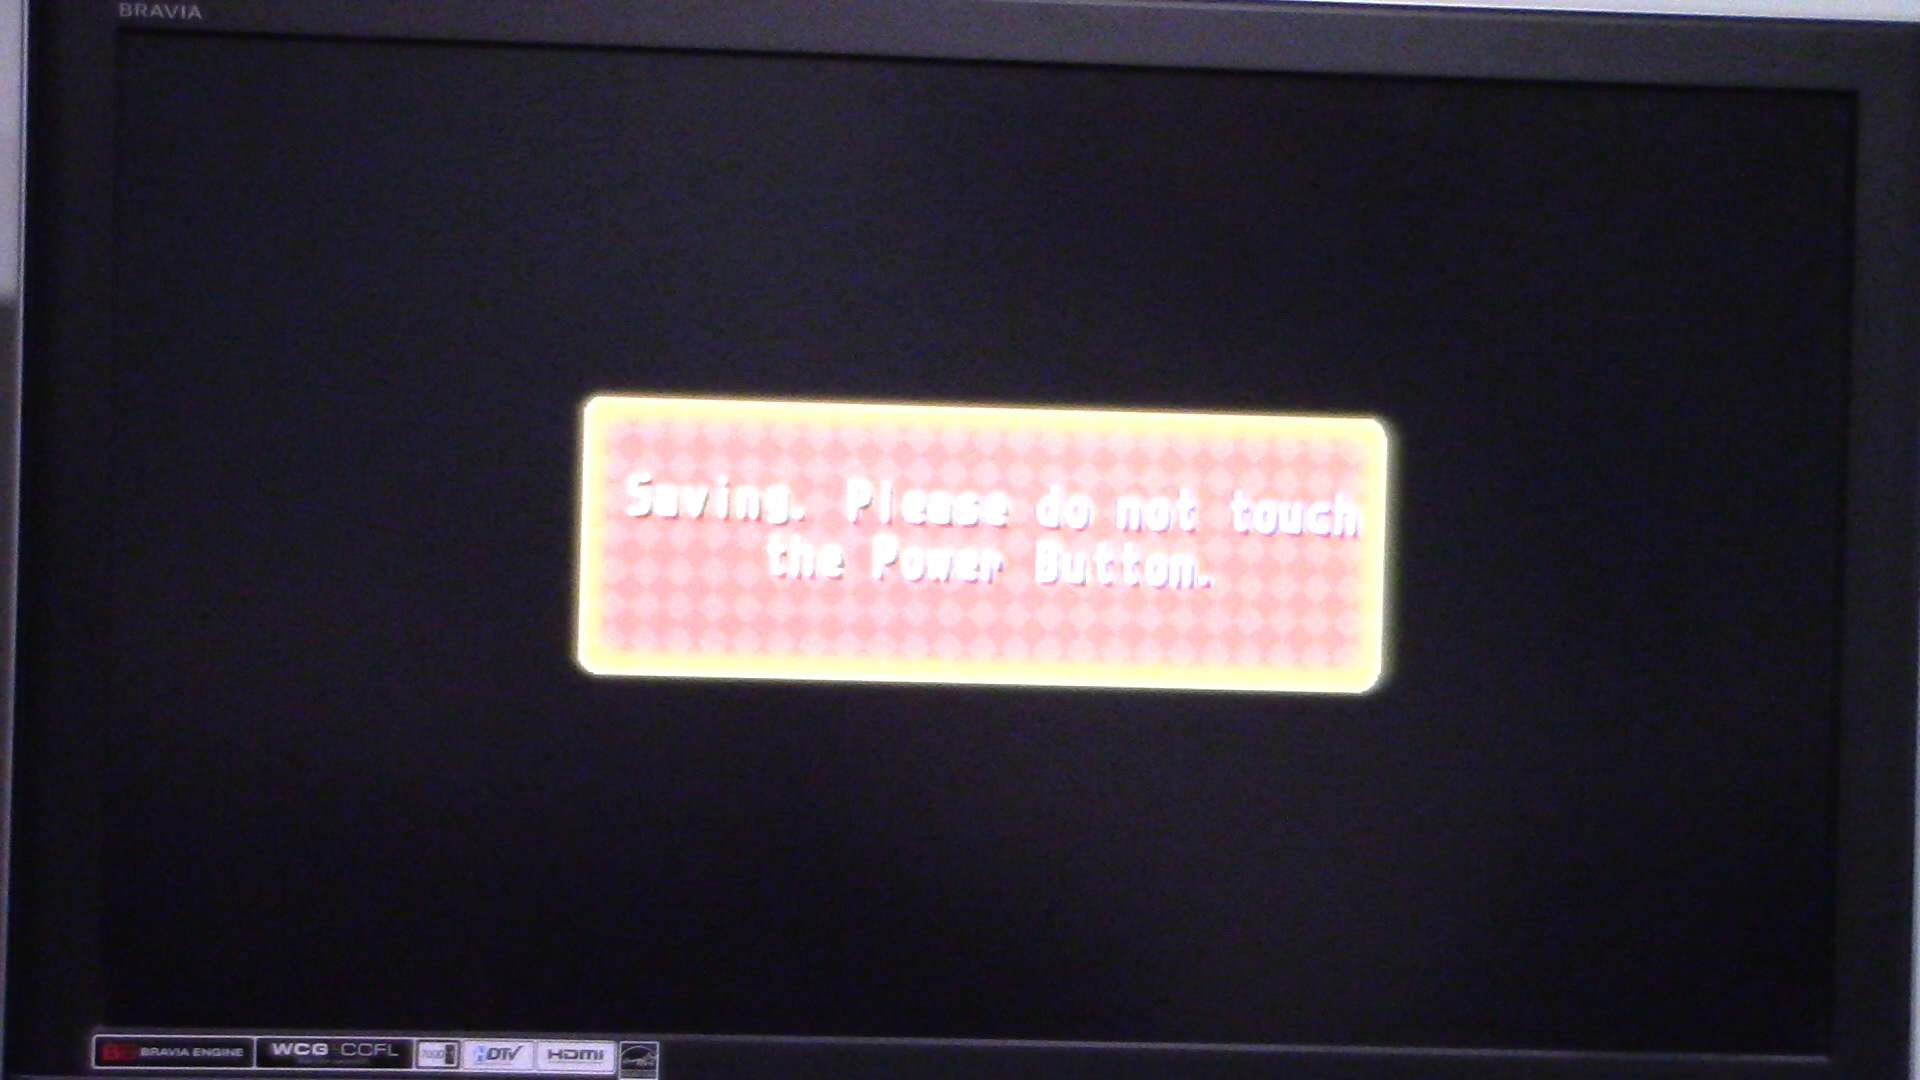 BRAVIA
Saving. Please do not touch
the Power Button.
BRAVIA ENGINE
WCG-CCFL
HDTV
HDMI